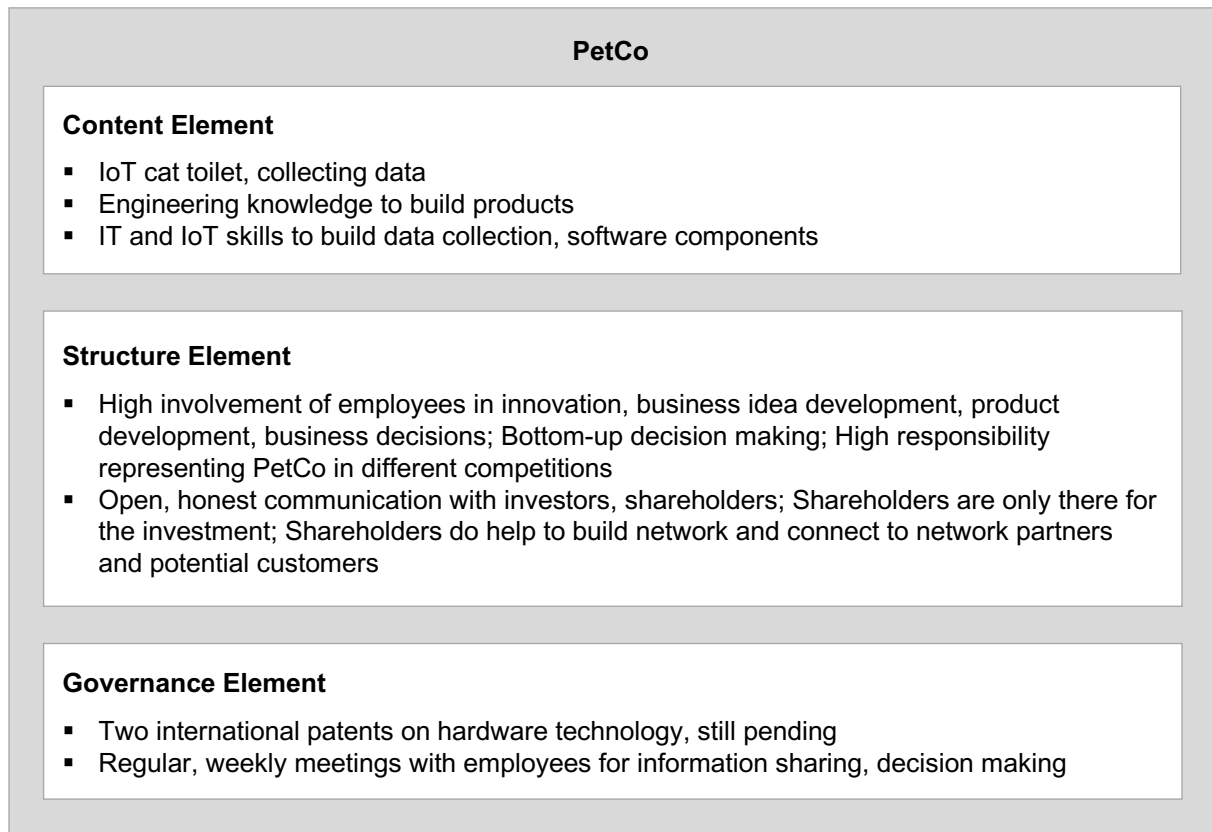 PetCo
Content Element
▪ IoT cat toilet, collecting data
▪ Engineering knowledge to build products
▪ IT and IoT skills to build data collection, software components
Structure Element
▪ High involvement of employees in innovation, business idea development, product
development, business decisions; Bottom-up decision making; High responsibility
representing PetCo in different competitions
▪ Open, honest communication with investors, shareholders; Shareholders are only there for
the investment; Shareholders do help to build network and connect to network partners
and potential customers
Governance Element
▪ Two international patents on hardware technology, still pending
▪ Regular, weekly meetings with employees for information sharing, decision making